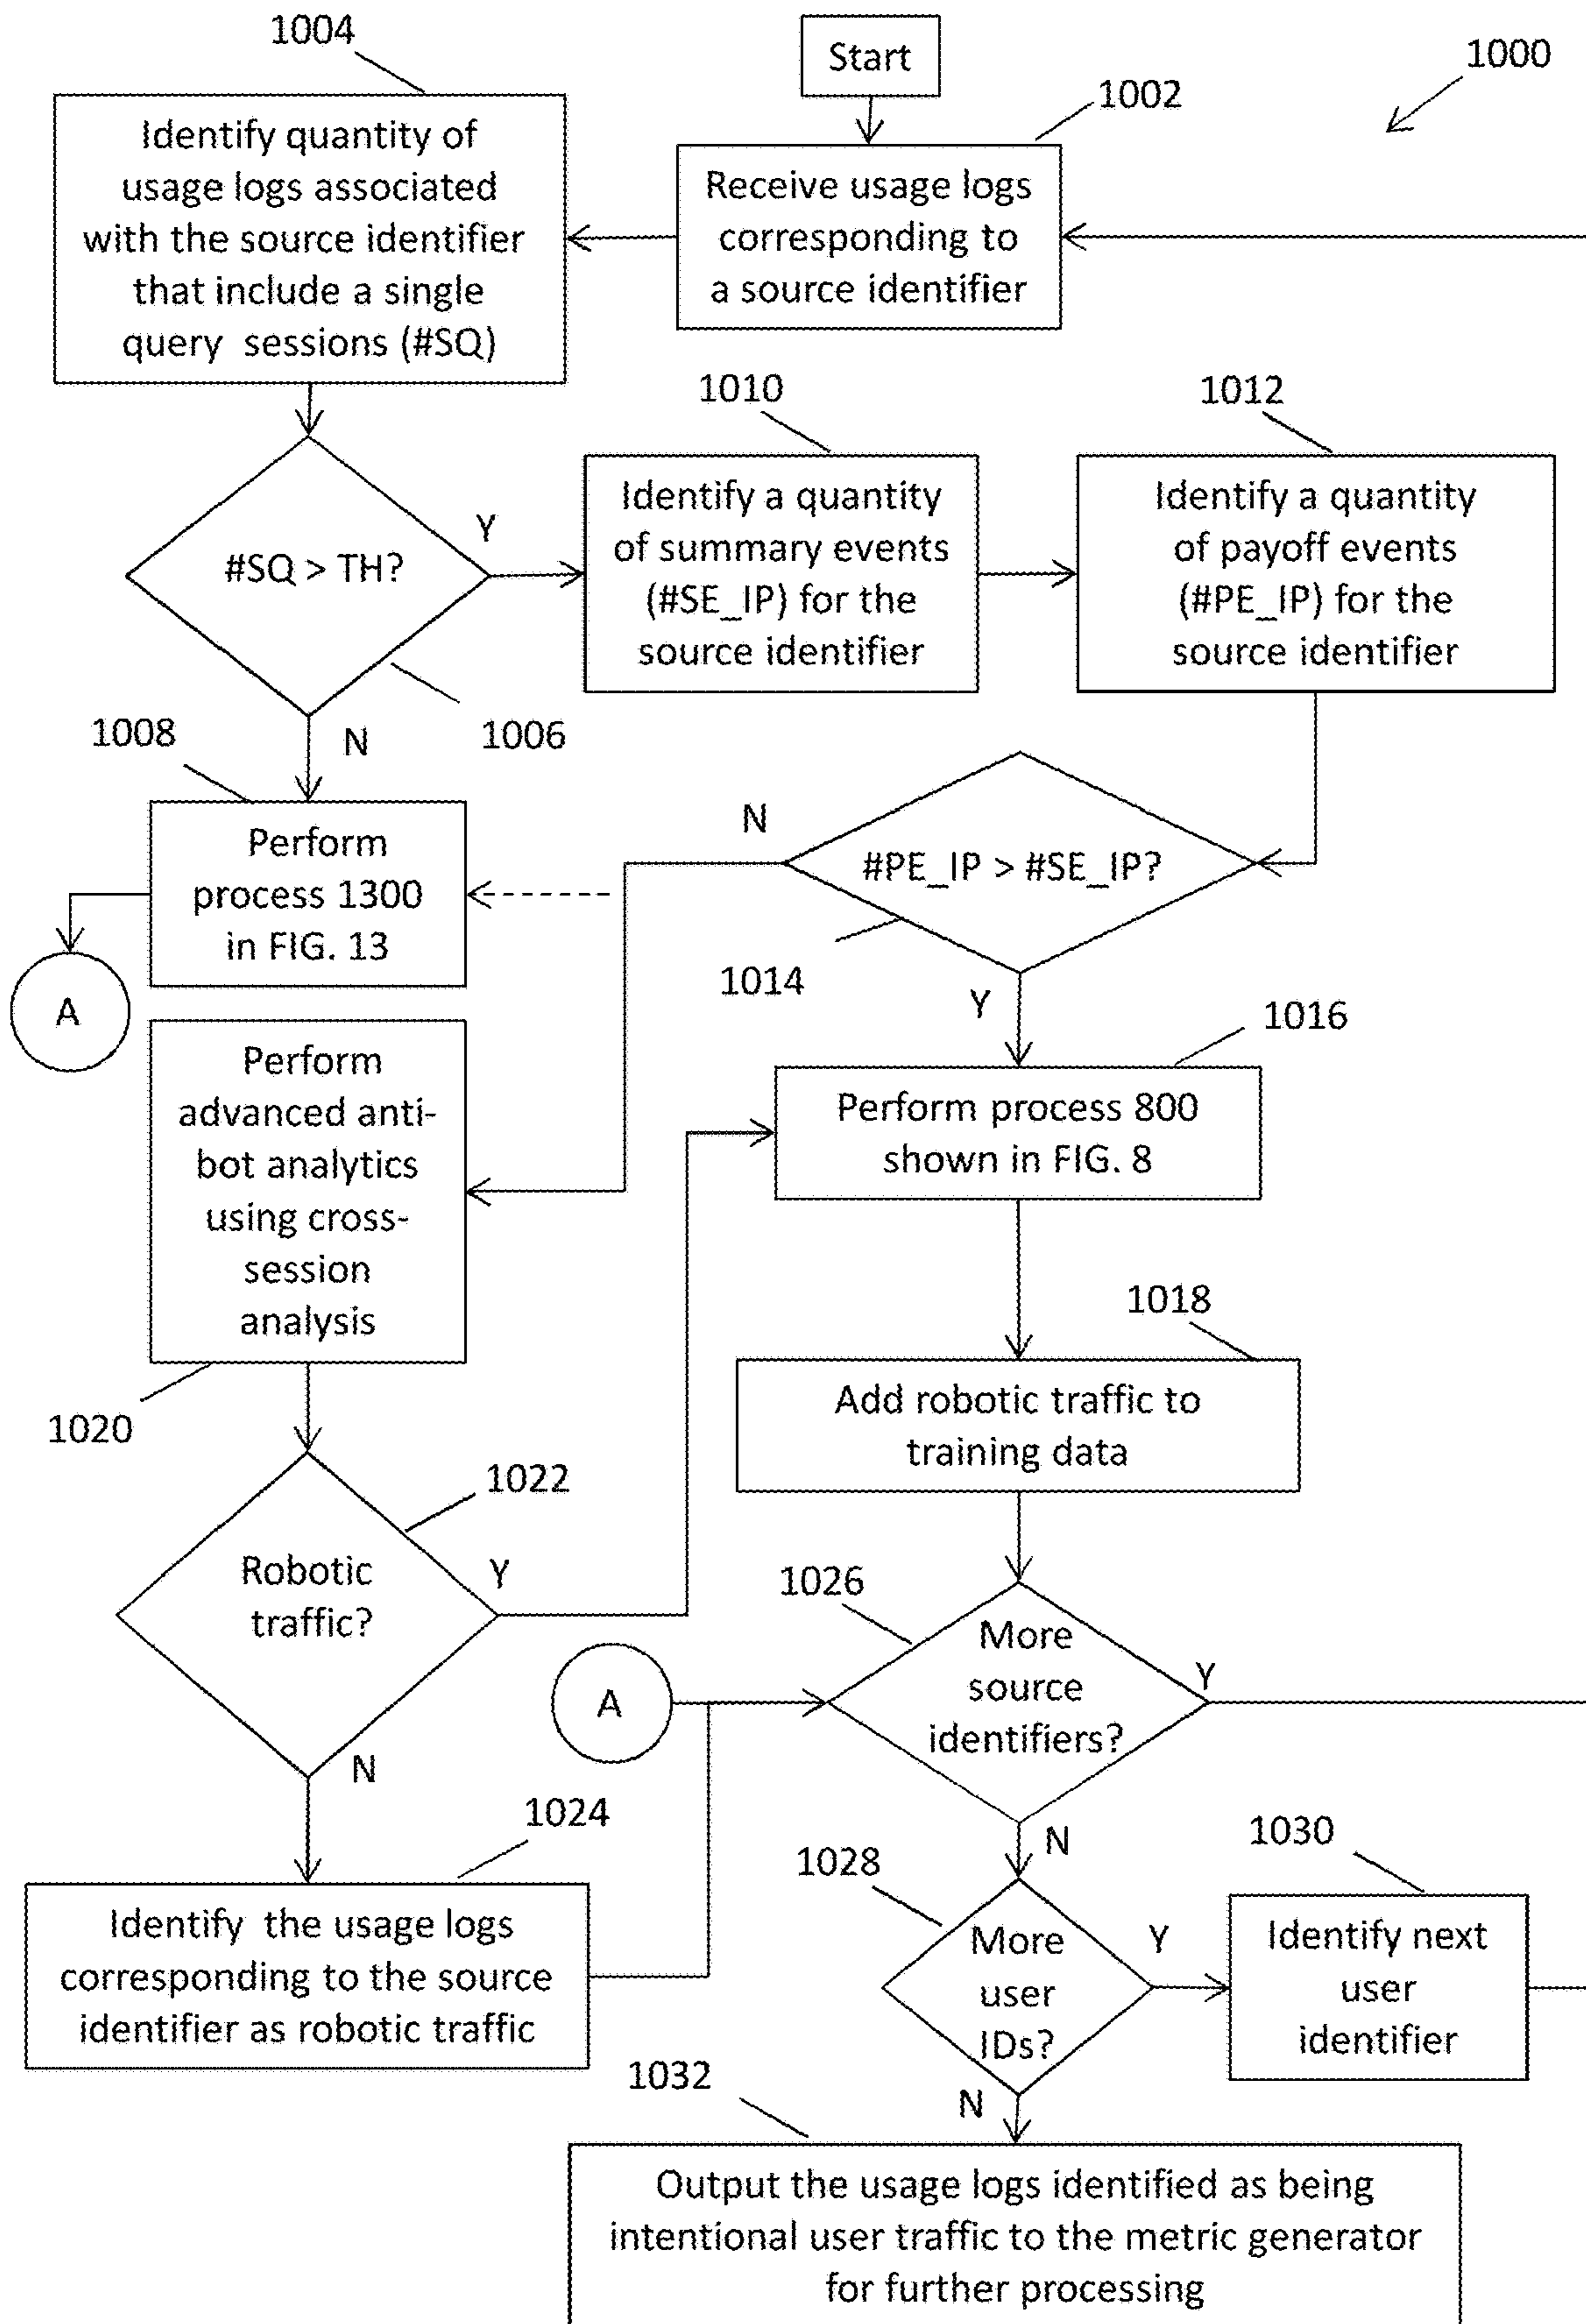 1004
Start
1000
1002
Identify quantity of
usage logs associated
with the source identifier
that include a single
query sessions (#SQ)
Receive usage logs
corresponding to
a source identifier
1010
1012
#SQ > TH?
Y
Identify a quantity
of summary events
(#SE_IP) for the
source identifier
Identify a quantity
of payoff events
(#PE_IP) for the
source identifier
1006
N
1008
Perform
process 1300
in FIG. 13
A
N
#PE_IP > #SE_IP?
1014
Y
1016
Perform
advanced anti-
bot analytics
using cross-
session
analysis
Perform process 800
shown in FIG. 8
1018
1020
Add robotic traffic to
training data
1022
Robotic
traffic?
Y
1026
More
source
identifiers?
Y
A
N
1024
N
1028
1030
Identify the usage logs
corresponding to the source
identifier as robotic traffic
More
user
IDs?
Y
Identify next
user
identifier
1032
N
Output the usage logs identified as being
intentional user traffic to the metric generator
for further processing